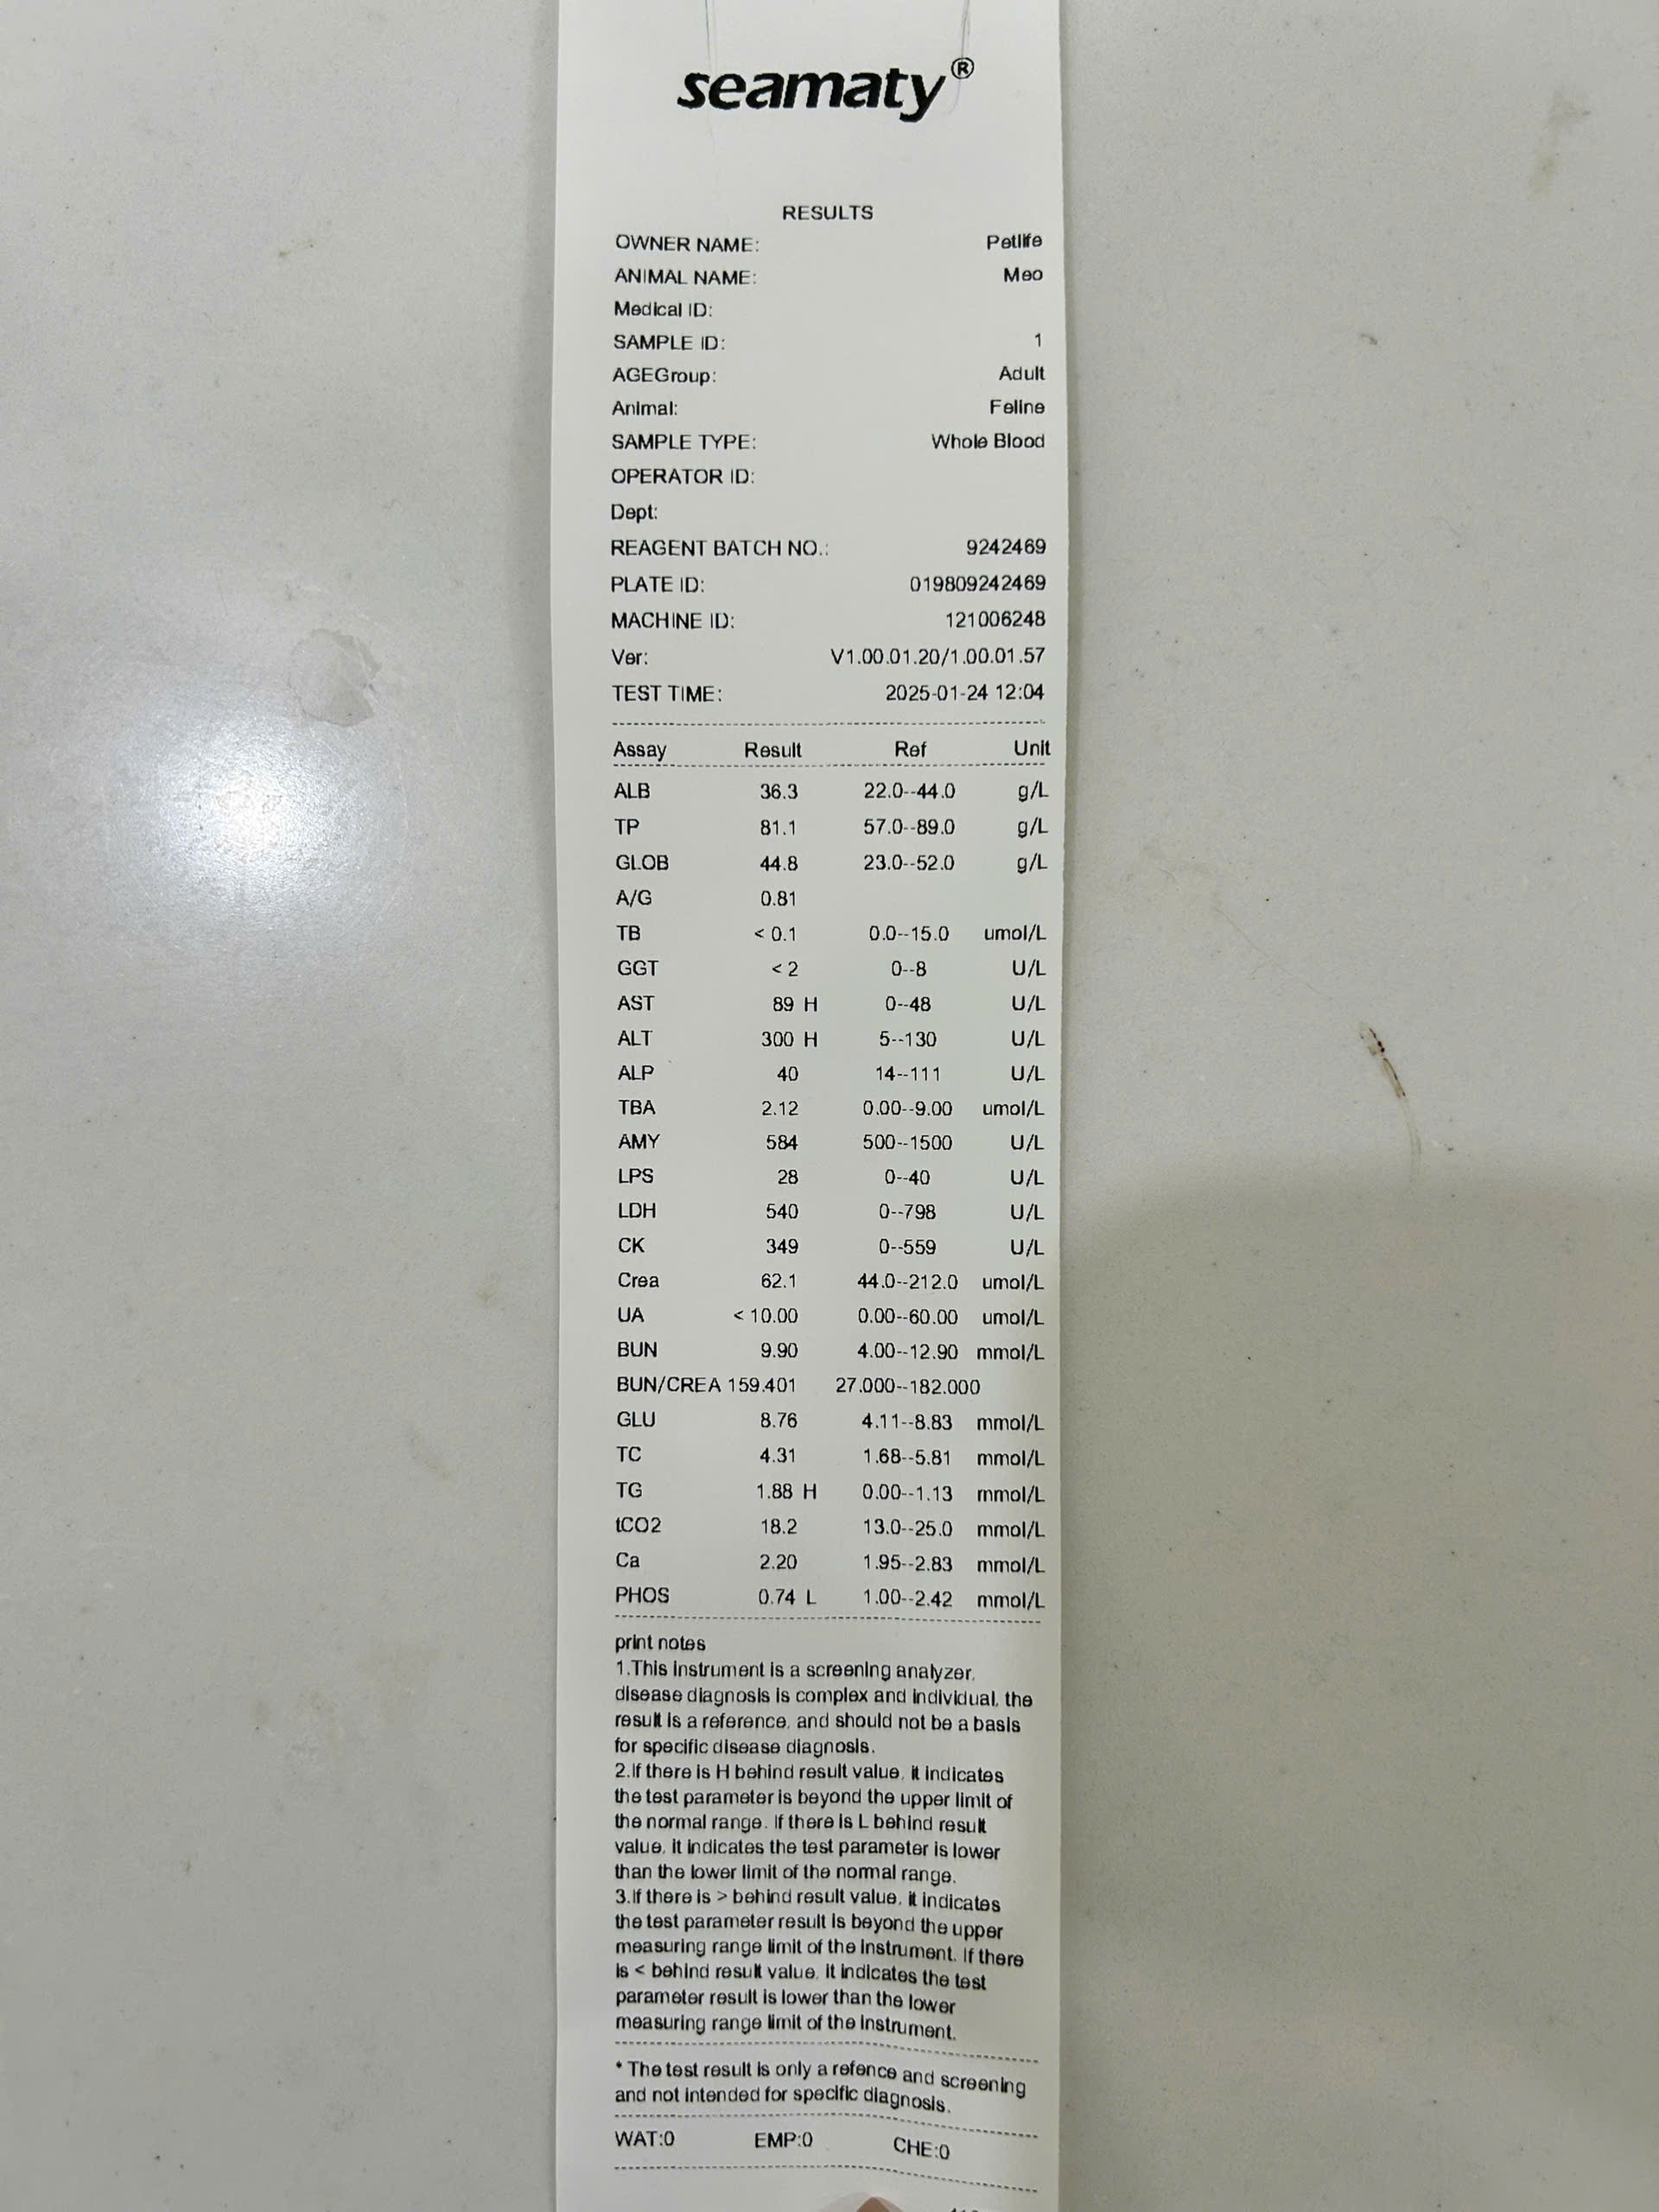 seamaty®
RESULTS
OWNER NAME: Petlife
ANIMAL NAME: Meo
Medical ID:
SAMPLE ID: 1
AGEGroup: Adult
Animal: Feline
SAMPLE TYPE: Whole Blood
OPERATOR ID:
Dept:
REAGENT BATCH NO.: 9242469
PLATE ID: 019809242469
MACHINE ID: 121006248
Ver: V1.00.01.20/1.00.01.57
TEST TIME: 2025-01-24 12:04
Assay Result Ref Unit
ALB 36.3 22.0--44.0 g/L
TP 81.1 57.0--89.0 g/L
GLOB 44.8 23.0--52.0 g/L
A/G 0.81
TB < 0.1 0.0--15.0 umol/L
GGT < 2 0--8 U/L
AST 89 H 0--48 U/L
ALT 300 H 5--130 U/L
ALP 40 14--111 U/L
TBA 2.12 0.00--9.00 umol/L
AMY 584 500--1500 U/L
LPS 28 0--40 U/L
LDH 540 0--798 U/L
CK 349 0--559 U/L
Crea 62.1 44.0--212.0 umol/L
UA < 10.00 0.00--60.00 umol/L
BUN 9.90 4.00--12.90 mmol/L
BUN/CREA 159.401 27.000--182.000
GLU 8.76 4.11--8.83 mmol/L
TC 4.31 1.68--5.81 mmol/L
TG 1.88 H 0.00--1.13 mmol/L
tCO2 18.2 13.0--25.0 mmol/L
Ca 2.20 1.95--2.83 mmol/L
PHOS 0.74 L 1.00--2.42 mmol/L
print notes
1.This instrument is a screening analyzer,
disease diagnosis is complex and individual, the
result is a reference, and should not be a basis
for specific disease diagnosis.
2.If there is H behind result value, it indicates
the test parameter is beyond the upper limit of
the normal range. If there is L behind result
value, it indicates the test parameter is lower
than the lower limit of the normal range.
3.If there is > behind result value, it indicates
the test parameter result is beyond the upper
measuring range limit of the instrument. If there
is < behind result value, it indicates the test
parameter result is lower than the lower
measuring range limit of the instrument.
* The test result is only a refence and screening
and not intended for specific diagnosis.
WAT:0 EMP:0 CHE:0